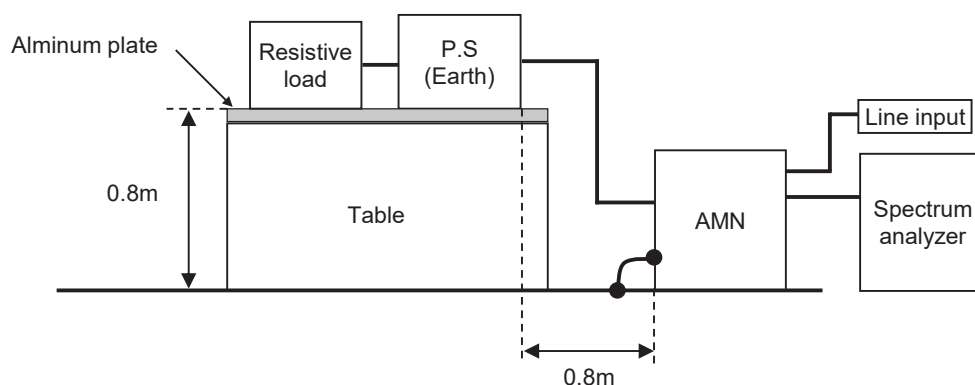 Alminum plate
Resistive
load
P.S
(Earth)
Line input
0.8m
Table
AMN
Spectrum
analyzer
0.8m